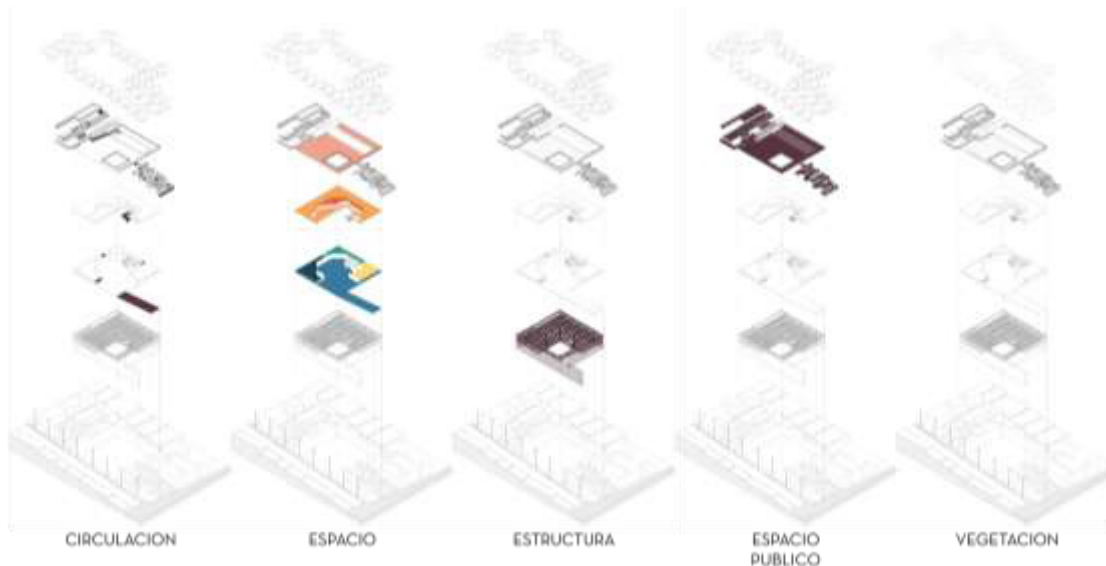 CIRCULACION
ESPACIO
ESTRUCTURA
ESPACIO
PUBLICO
VEGETACION